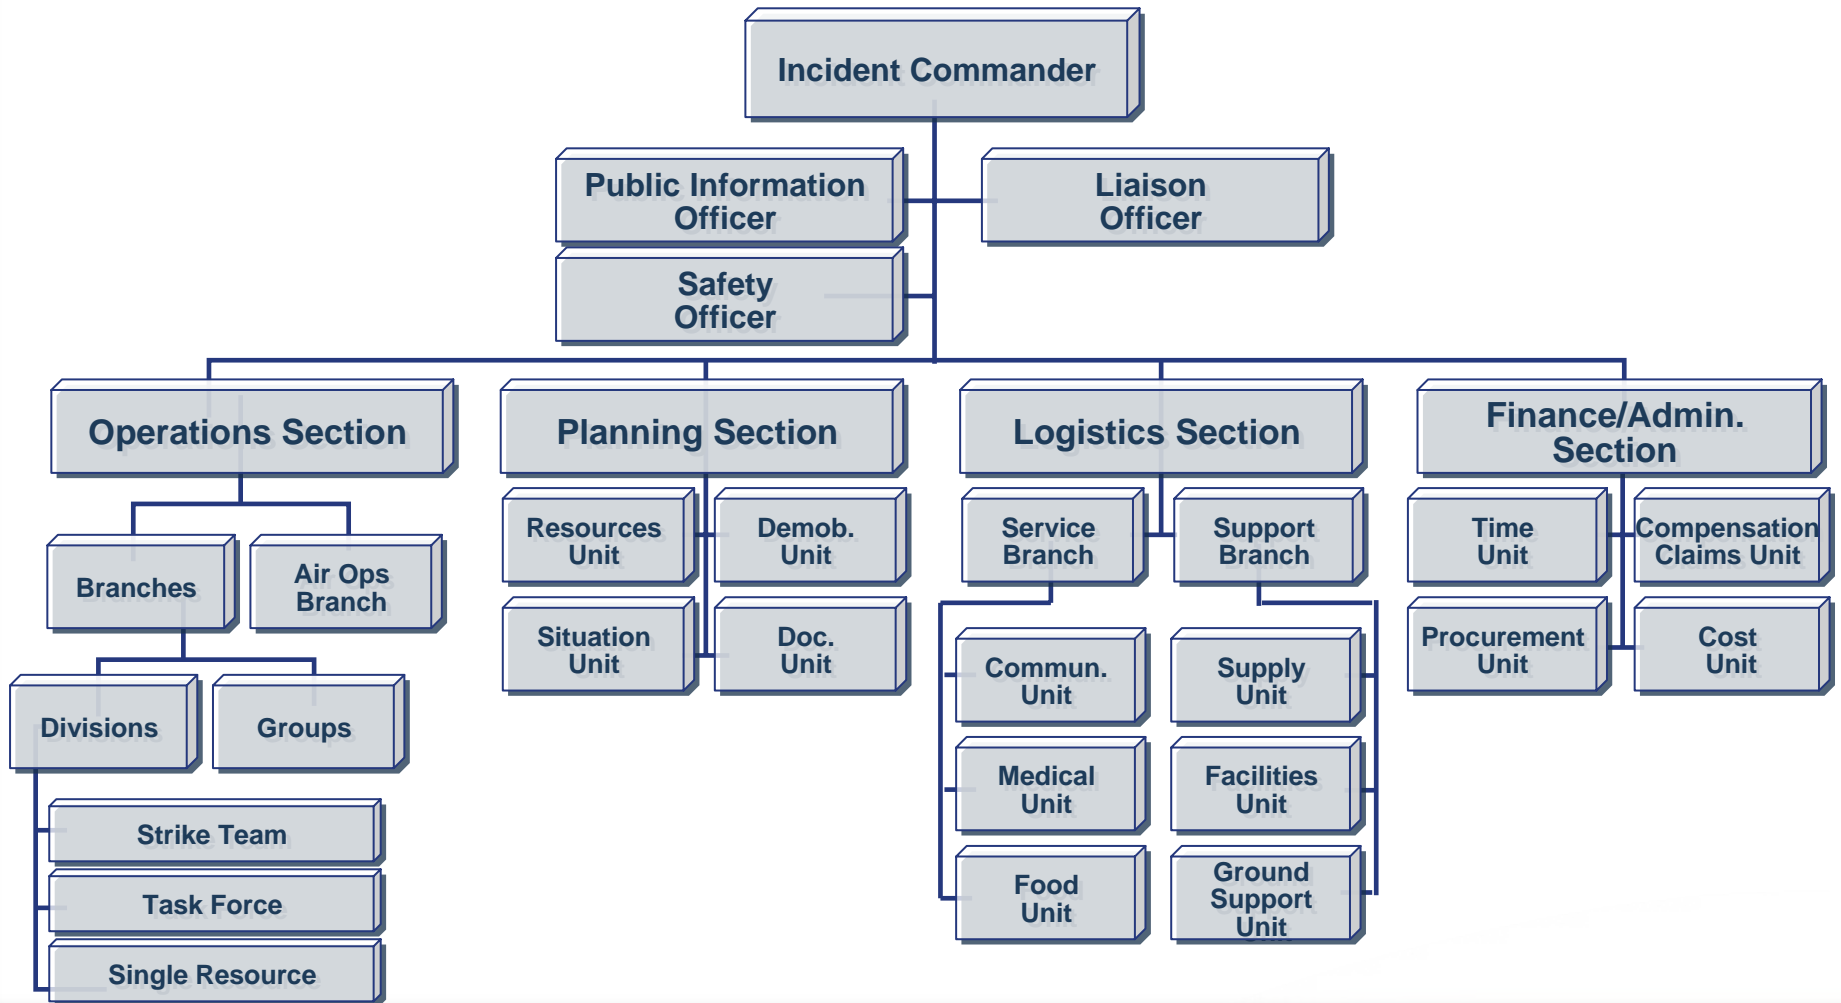 Incident Commander
Public Information
Officer
Liaison
Officer
Safety
Officer
Operations Section
Planning Section
Logistics Section
Finance/Admin.
Section
Resources
Unit
Demob.
Unit
Service
Branch
Support
Branch
Time
Unit
Compensation
Claims Unit
Branches
Air Ops
Branch
Situation
Unit
Doc.
Unit
Commun.
Unit
Supply
Unit
Procurement
Unit
Cost
Unit
Divisions
Groups
Medical
Unit
Facilities
Unit
Strike Team
Task Force
Single Resource
Food
Unit
Ground
Support
Unit